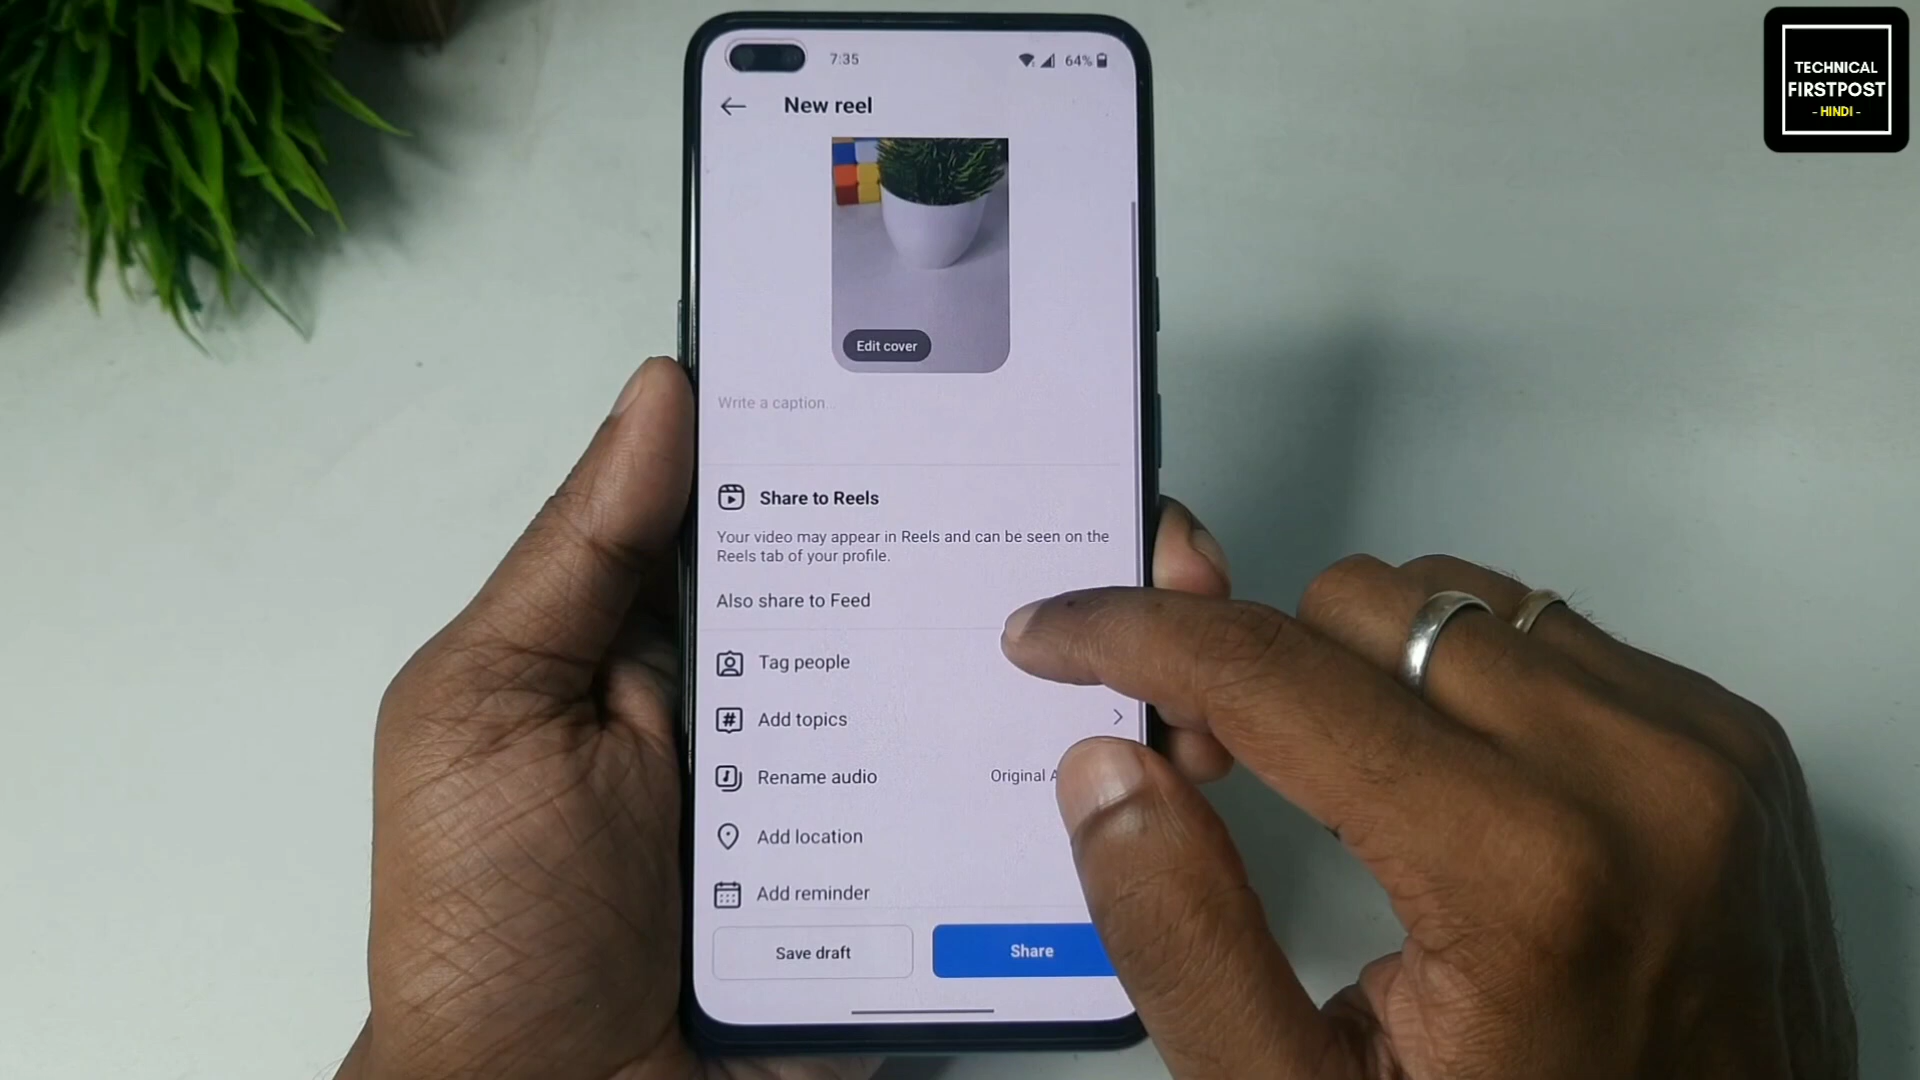 7:35
64%
New reel
Edit cover
Write a caption...
Share to Reels
Your video may appear in Reels and can be seen on the
Reels tab of your profile.
Also share to Feed
Tag people
Add topics
Rename audio
Original A
Add location
Add reminder
Save draft
Share
TECHNICAL
FIRSTPOST
- HINDI -